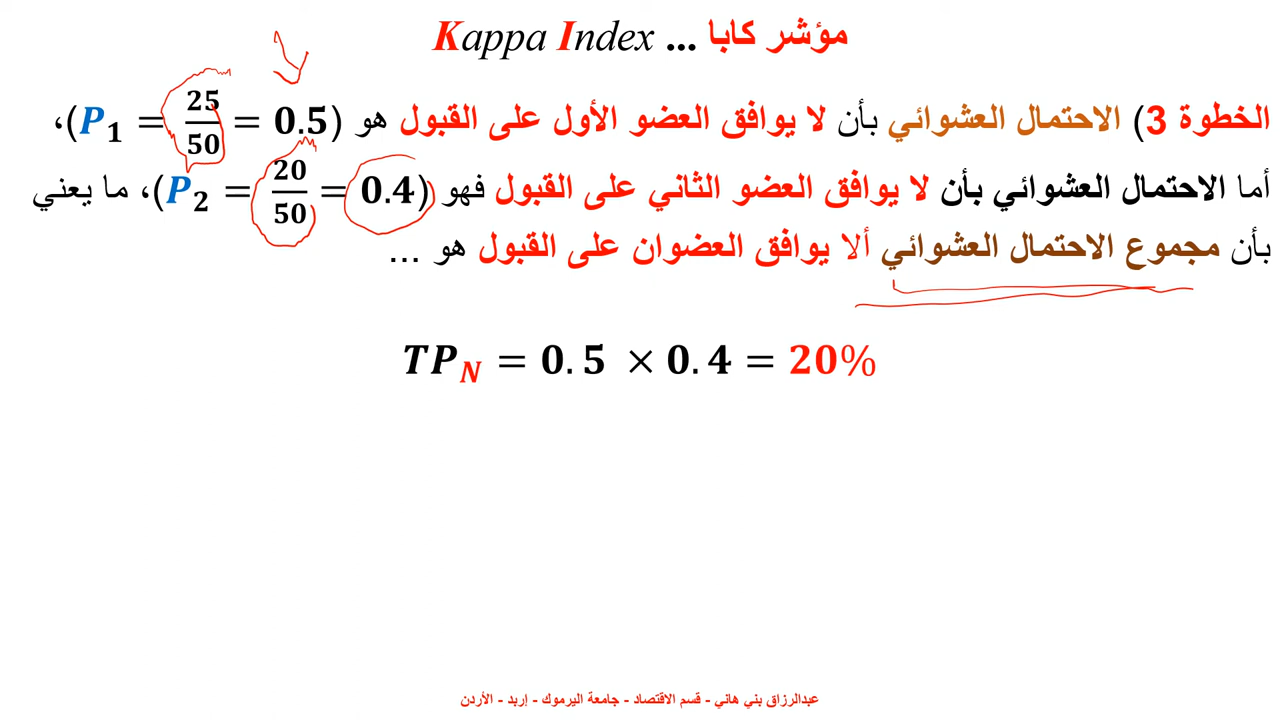 مؤشر كابا ... Kappa Index
الخطوة 3) الاحتمال العشوائي بأن لا يوافق العضو الأول على القبول هو (P₁ = 25/50 = 0.5)،
أما الاحتمال العشوائي بأن لا يوافق العضو الثاني على القبول فهو (P₂ = 20/50 = 0.4)، ما يعني
بأن مجموع الاحتمال العشوائي ألا يوافق العضوان على القبول هو ...
TP_N = 0.5 × 0.4 = 20%
عبدالرزاق بني هاني - قسم الاقتصاد - جامعة اليرموك - إربد - الأردن